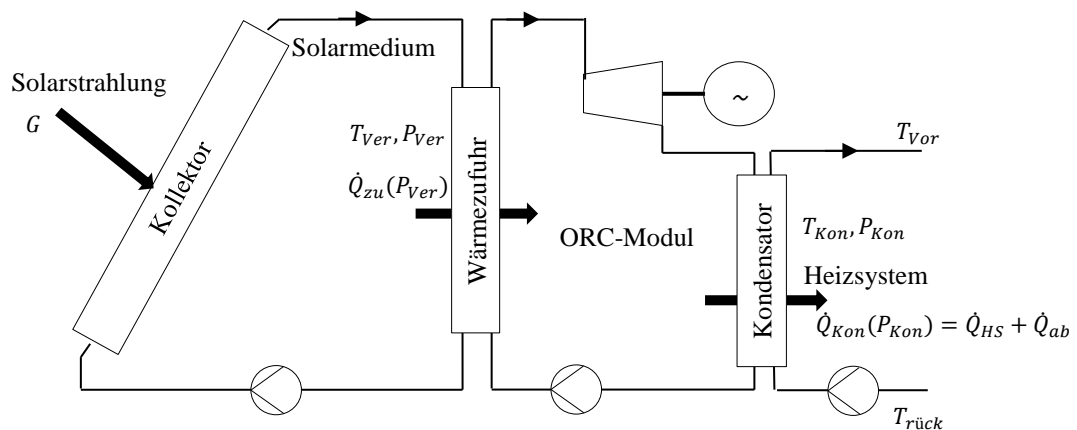 Solarmedium
Solarstrahlung
G
Kollektor
T_Ver, P_Ver
Q̇_zu(P_Ver)
Wärmezufuhr
~
T_Vor
ORC-Modul
Kondensator
T_Kon, P_Kon
Heizsystem
Q̇_Kon(P_Kon) = Q̇_HS + Q̇_ab
T_rück